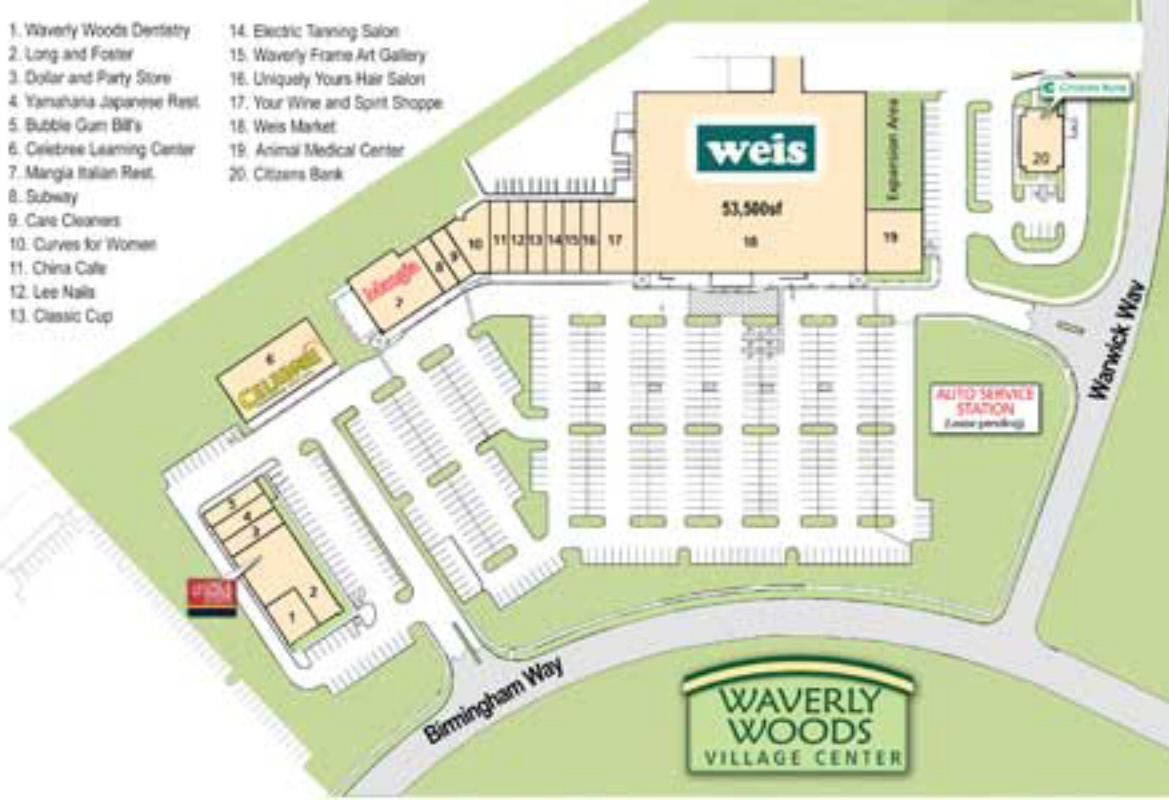 1. Waverly Woods Dentistry
2. Long and Foster
3. Dollar and Party Store
4. Yamahana Japanese Rest.
5. Bubble Gum Bill's
6. Celebree Learning Center
7. Mangia Italian Rest.
8. Subway
9. Care Cleaners
10. Curves for Women
11. China Cafe
12. Lee Nails
13. Classic Cup
14. Electric Tanning Salon
15. Waverly Frame Art Gallery
16. Uniquely Yours Hair Salon
17. Your Wine and Spirit Shoppe
18. Weis Market
19. Animal Medical Center
20. Citizens Bank
Citizens Bank
weis
Expansion Area
20
53,500sf
10 11 12 13 14 15 16 17
18
19
8 9
Mangia
7
6
CELEBREE
AUTO SERVICE
STATION
(Lease pending)
Warwick Way
5
4
3
2
1
Birmingham Way
WAVERLY
WOODS
VILLAGE CENTER